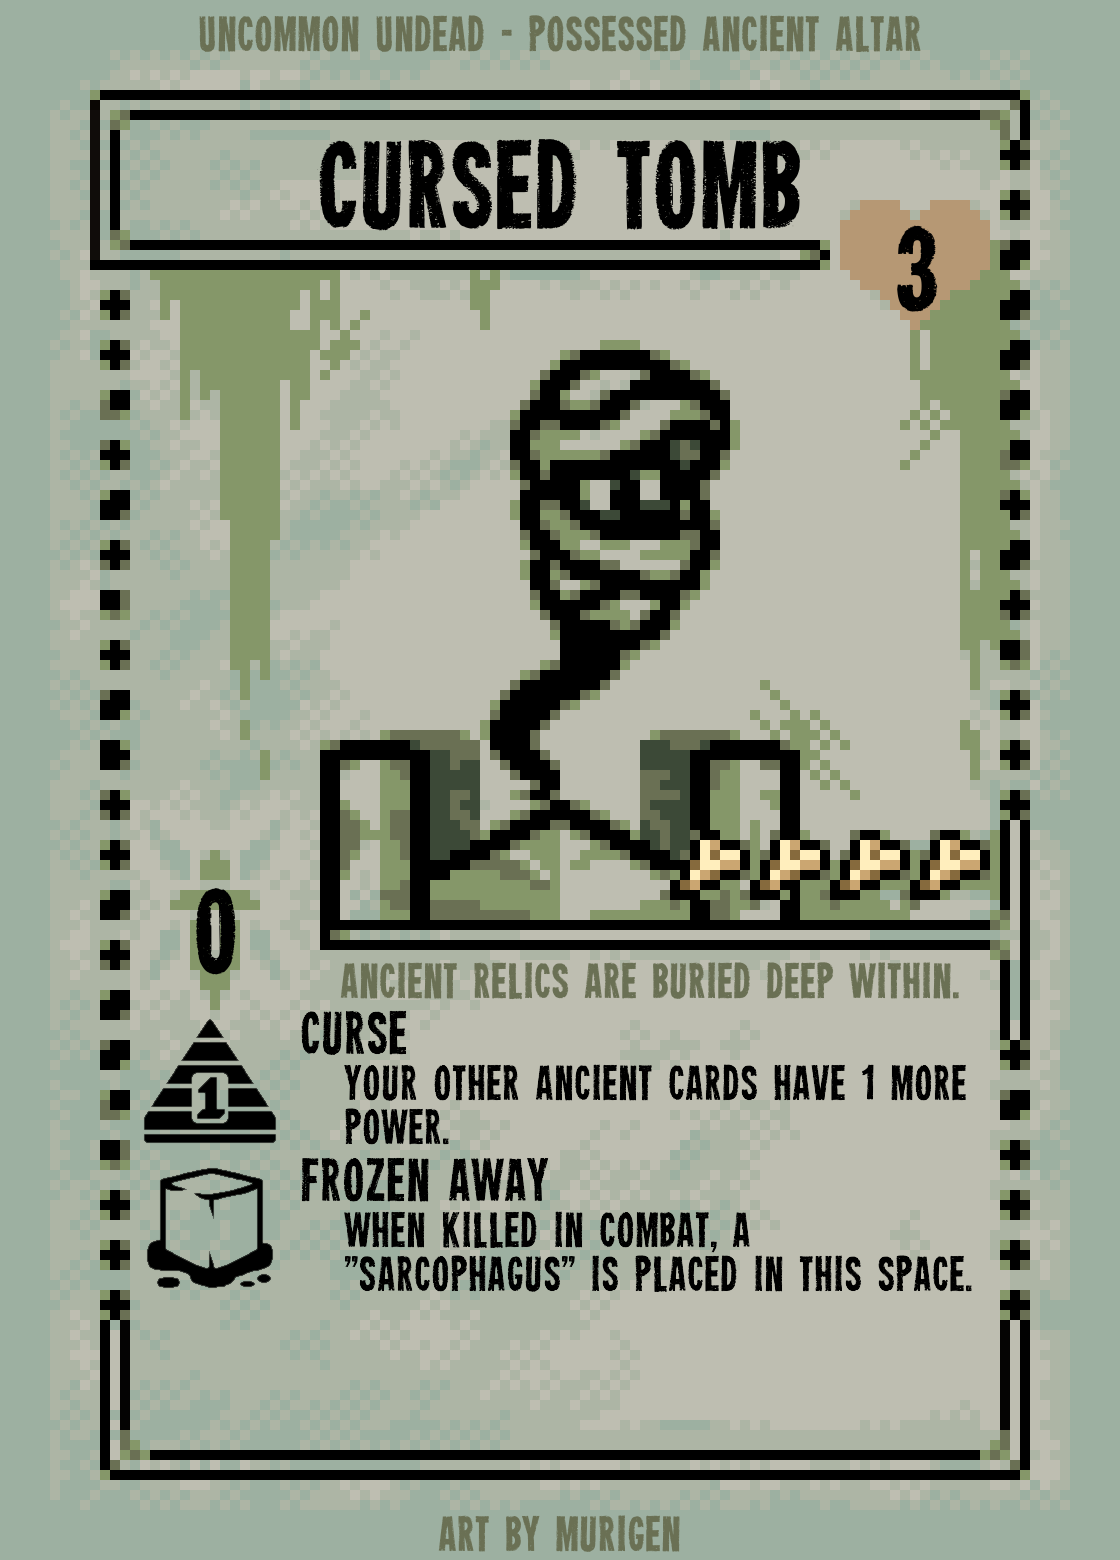 UNCOMMON UNDEAD - POSSESSED ANCIENT ALTAR
CURSED TOMB
3
0
ANCIENT RELICS ARE BURIED DEEP WITHIN.
CURSE
1
YOUR OTHER ANCIENT CARDS HAVE 1 MORE
POWER.
FROZEN AWAY
WHEN KILLED IN COMBAT, A
"SARCOPHAGUS" IS PLACED IN THIS SPACE.
ART BY MURIGEN